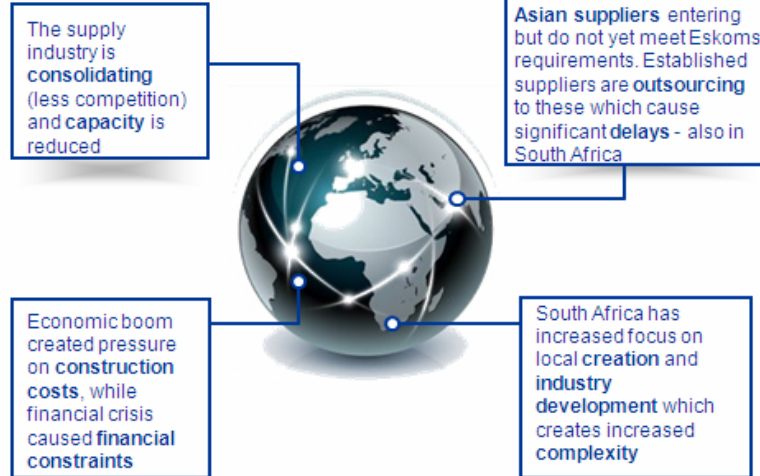 The supply
industry is
consolidating
(less competition)
and capacity is
reduced
Asian suppliers entering
but do not yet meet Eskoms
requirements. Established
suppliers are outsourcing
to these which cause
significant delays - also in
South Africa
Economic boom
created pressure
on construction
costs, while
financial crisis
caused financial
constraints
South Africa has
increased focus on
local creation and
industry
development which
creates increased
complexity